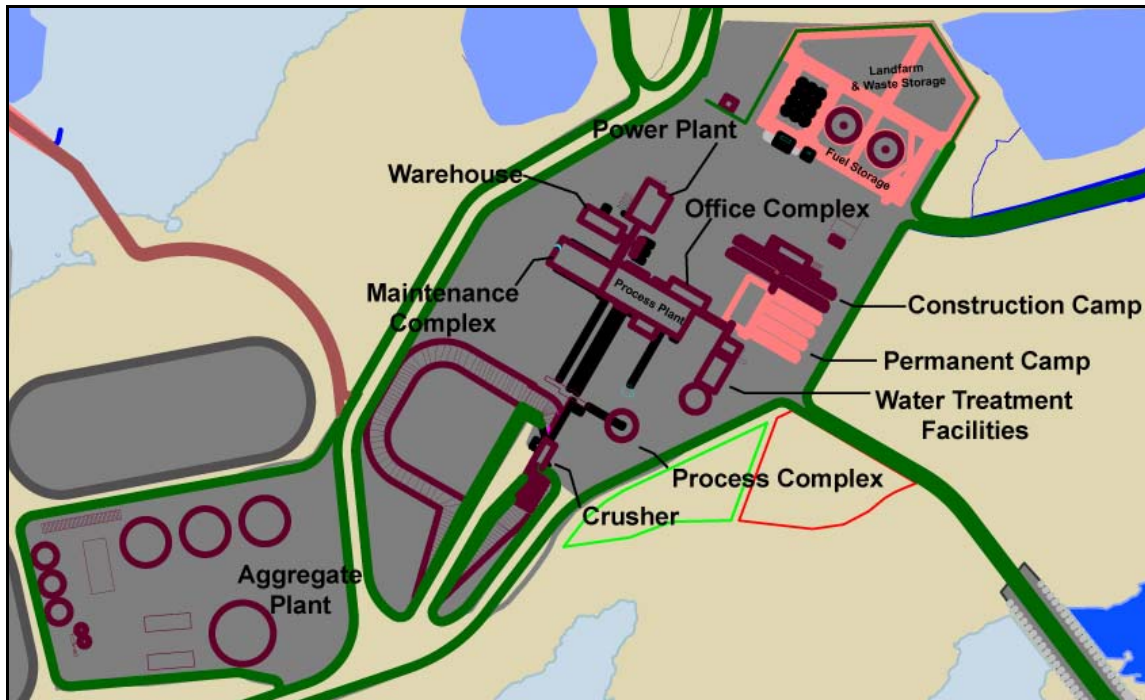 Landfarm
& Waste Storage
Power Plant
Fuel Storage
Warehouse
Office Complex
Maintenance
Complex
Process Plant
Construction Camp
Permanent Camp
Water Treatment
Facilities
Process Complex
Crusher
Aggregate
Plant